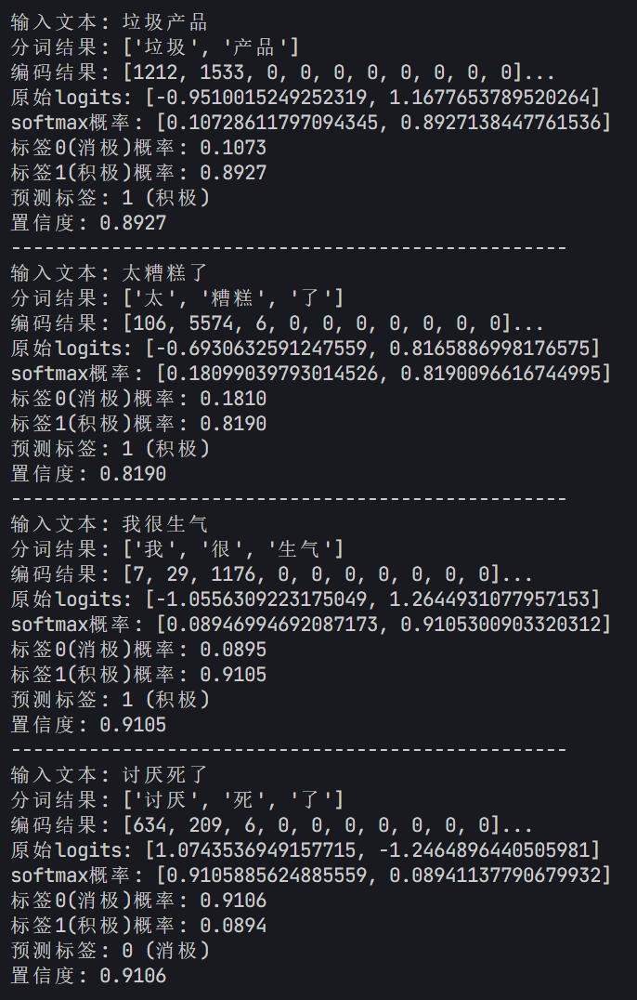 输入文本: 垃圾产品
分词结果: ['垃圾', '产品']
编码结果: [1212, 1533, 0, 0, 0, 0, 0, 0, 0, 0]...
原始logits: [-0.9510015249252319, 1.1677653789520264]
softmax概率: [0.10728611797094345, 0.8927138447761536]
标签0(消极)概率: 0.1073
标签1(积极)概率: 0.8927
预测标签: 1 (积极)
置信度: 0.8927
--------------------------------------------------
输入文本: 太糟糕了
分词结果: ['太', '糟糕', '了']
编码结果: [106, 5574, 6, 0, 0, 0, 0, 0, 0, 0]...
原始logits: [-0.6930632591247559, 0.8165886998176575]
softmax概率: [0.18099039793014526, 0.8190096616744995]
标签0(消极)概率: 0.1810
标签1(积极)概率: 0.8190
预测标签: 1 (积极)
置信度: 0.8190
--------------------------------------------------
输入文本: 我很生气
分词结果: ['我', '很', '生气']
编码结果: [7, 29, 1176, 0, 0, 0, 0, 0, 0, 0]...
原始logits: [-1.0556309223175049, 1.2644931077957153]
softmax概率: [0.08946994692087173, 0.9105300903320312]
标签0(消极)概率: 0.0895
标签1(积极)概率: 0.9105
预测标签: 1 (积极)
置信度: 0.9105
--------------------------------------------------
输入文本: 讨厌死了
分词结果: ['讨厌', '死', '了']
编码结果: [634, 209, 6, 0, 0, 0, 0, 0, 0, 0]...
原始logits: [1.0743536949157715, -1.2464896440505981]
softmax概率: [0.9105885624885559, 0.08941137790679932]
标签0(消极)概率: 0.9106
标签1(积极)概率: 0.0894
预测标签: 0 (消极)
置信度: 0.9106